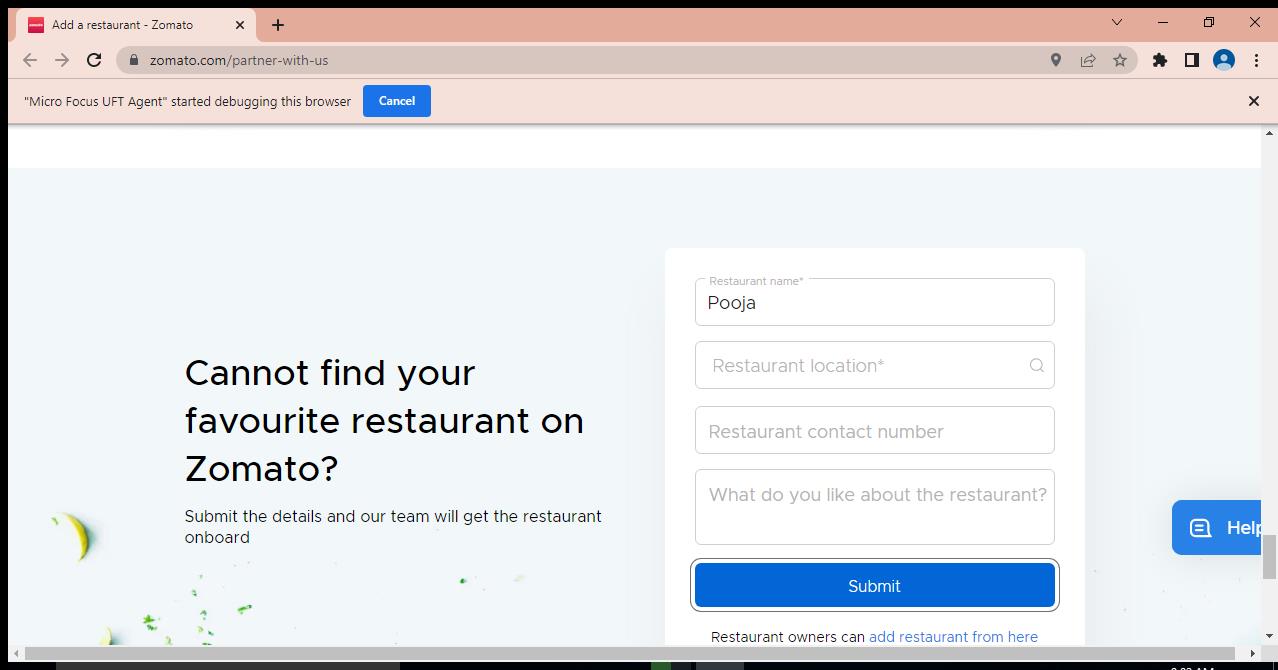 Add a restaurant - Zomato
zomato.com/partner-with-us
"Micro Focus UFT Agent" started debugging this browser
Cancel
Cannot find your
favourite restaurant on
Zomato?
Submit the details and our team will get the restaurant
onboard
Restaurant name*
Pooja
Restaurant location*
Restaurant contact number
What do you like about the restaurant?
Submit
Restaurant owners can add restaurant from here
Help